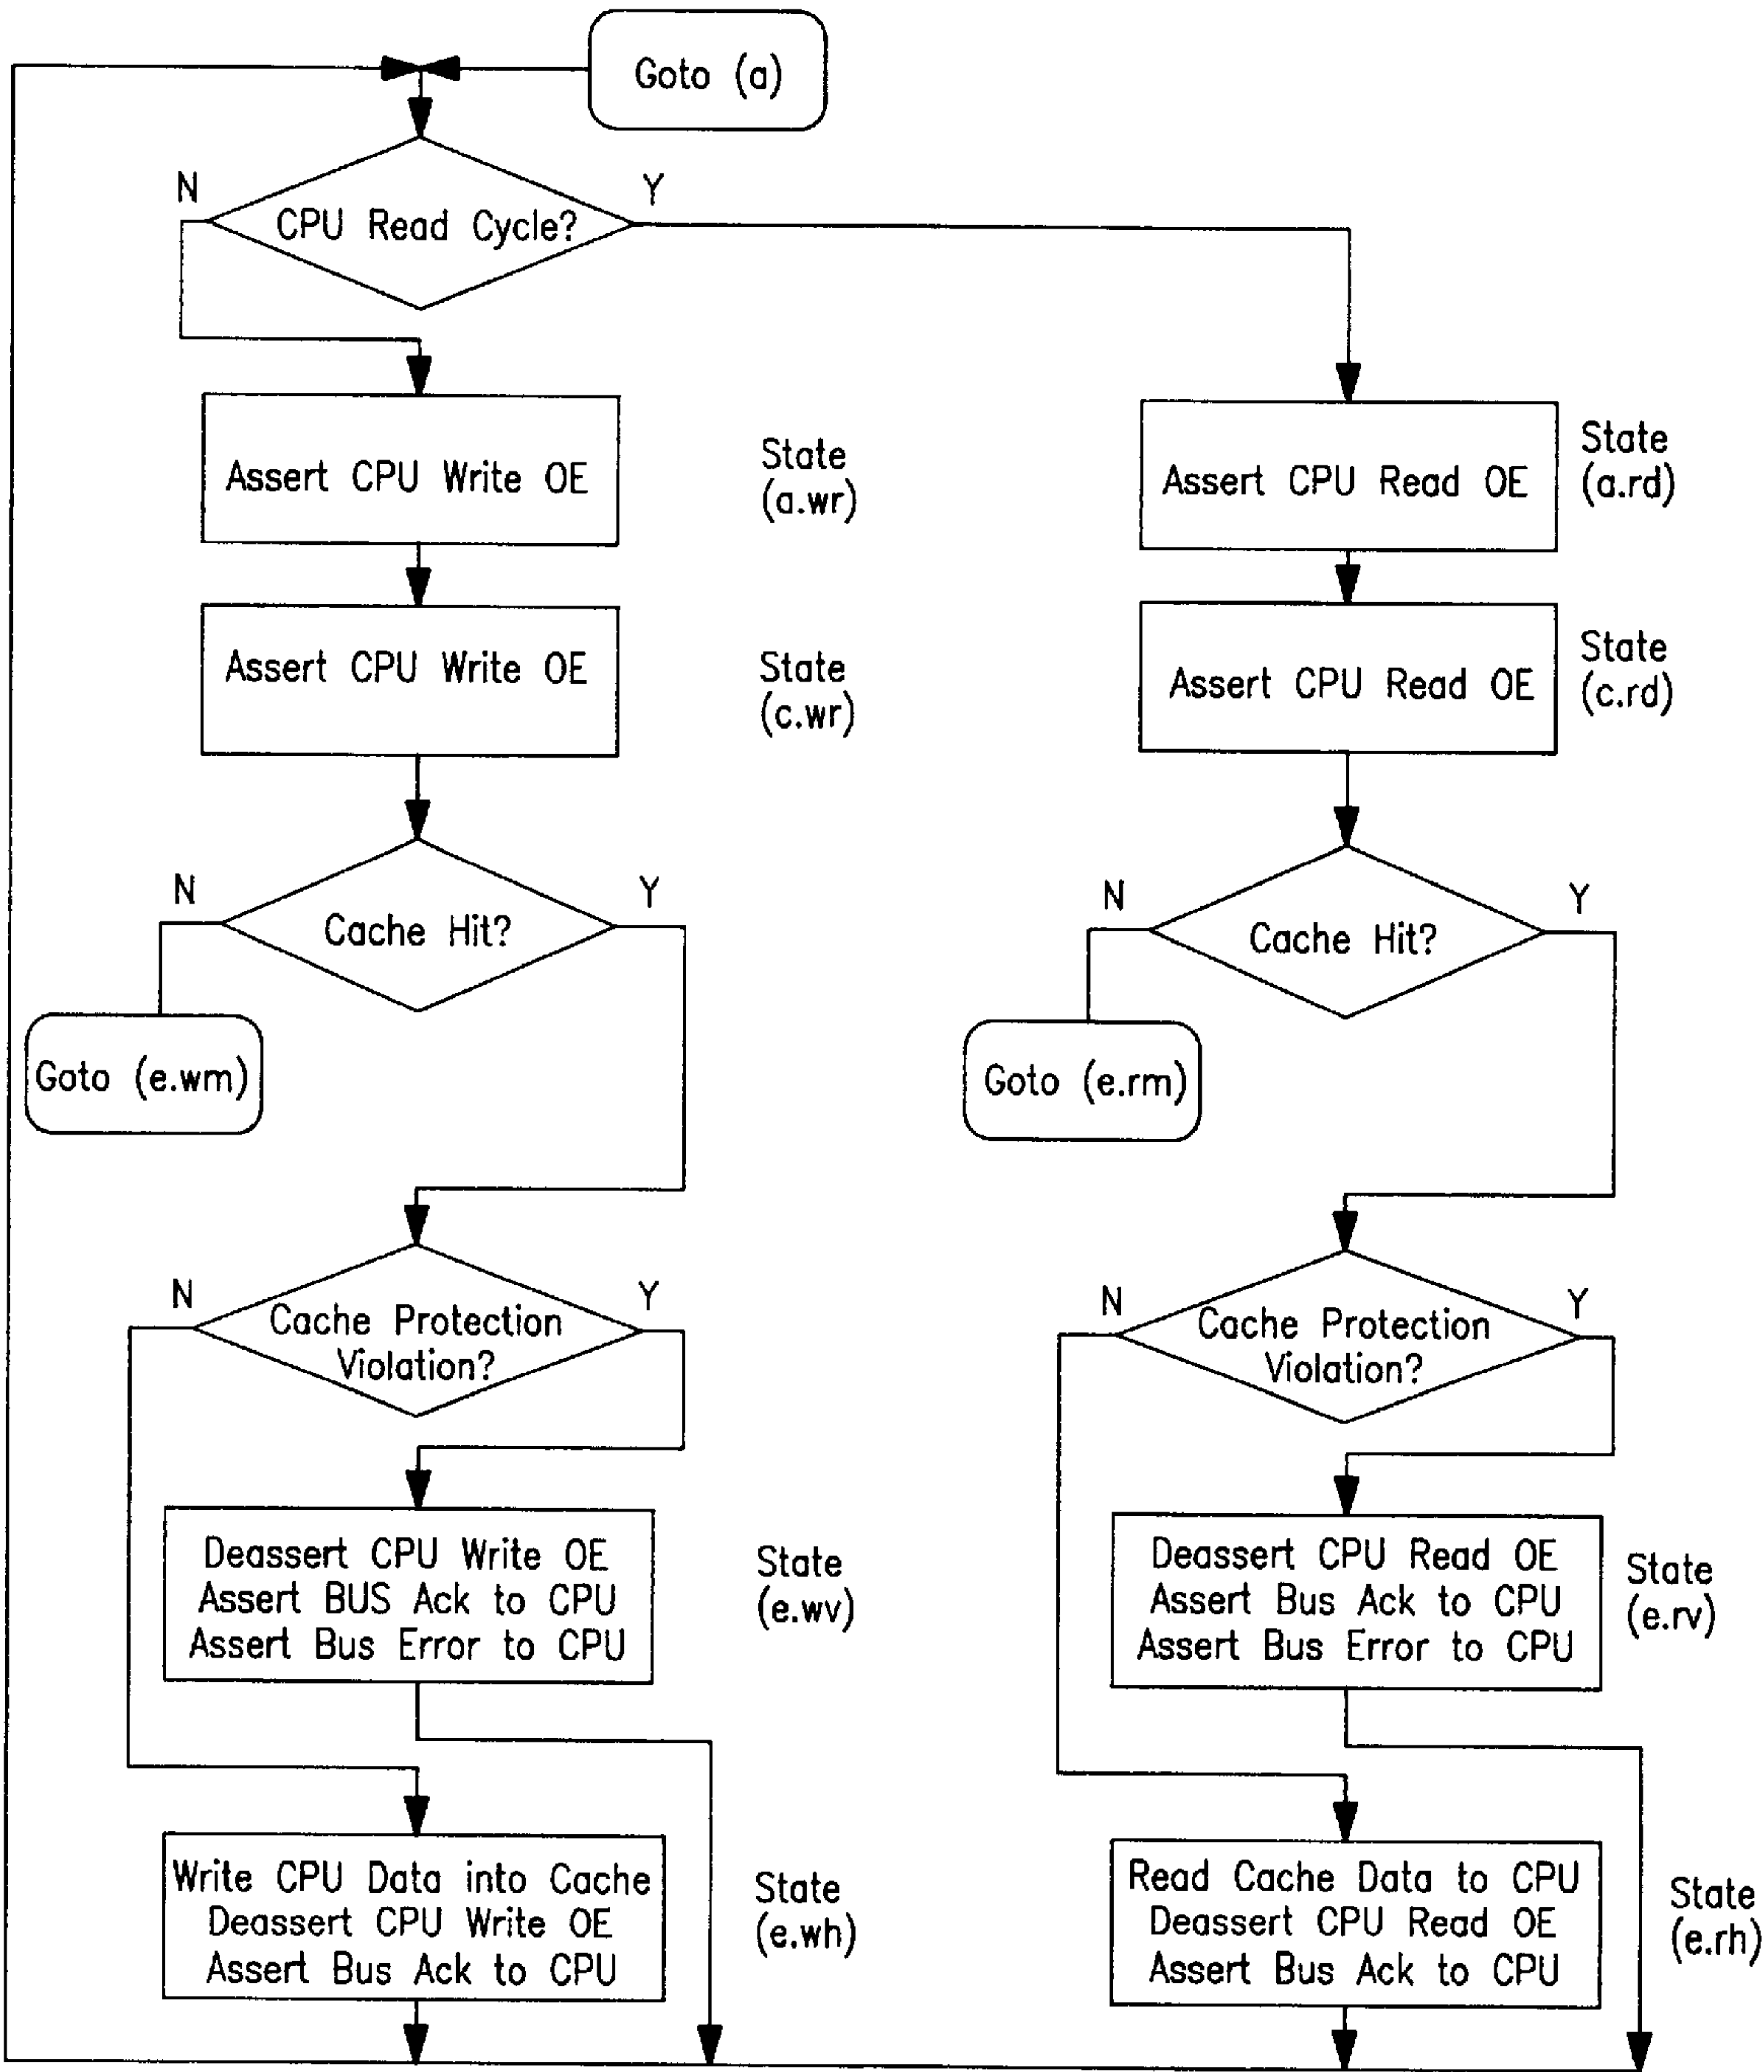 Goto (a)
N
Y
CPU Read Cycle?
Assert CPU Write OE
State
(a.wr)
Assert CPU Read OE
State
(a.rd)
Assert CPU Write OE
State
(c.wr)
Assert CPU Read OE
State
(c.rd)
N
Y
Cache Hit?
N
Y
Cache Hit?
Goto (e.wm)
Goto (e.rm)
N
Y
Cache Protection
Violation?
N
Y
Cache Protection
Violation?
Deassert CPU Write OE
Assert BUS Ack to CPU
Assert Bus Error to CPU
State
(e.wv)
Deassert CPU Read OE
Assert Bus Ack to CPU
Assert Bus Error to CPU
State
(e.rv)
Write CPU Data into Cache
Deassert CPU Write OE
Assert Bus Ack to CPU
State
(e.wh)
Read Cache Data to CPU
Deassert CPU Read OE
Assert Bus Ack to CPU
State
(e.rh)